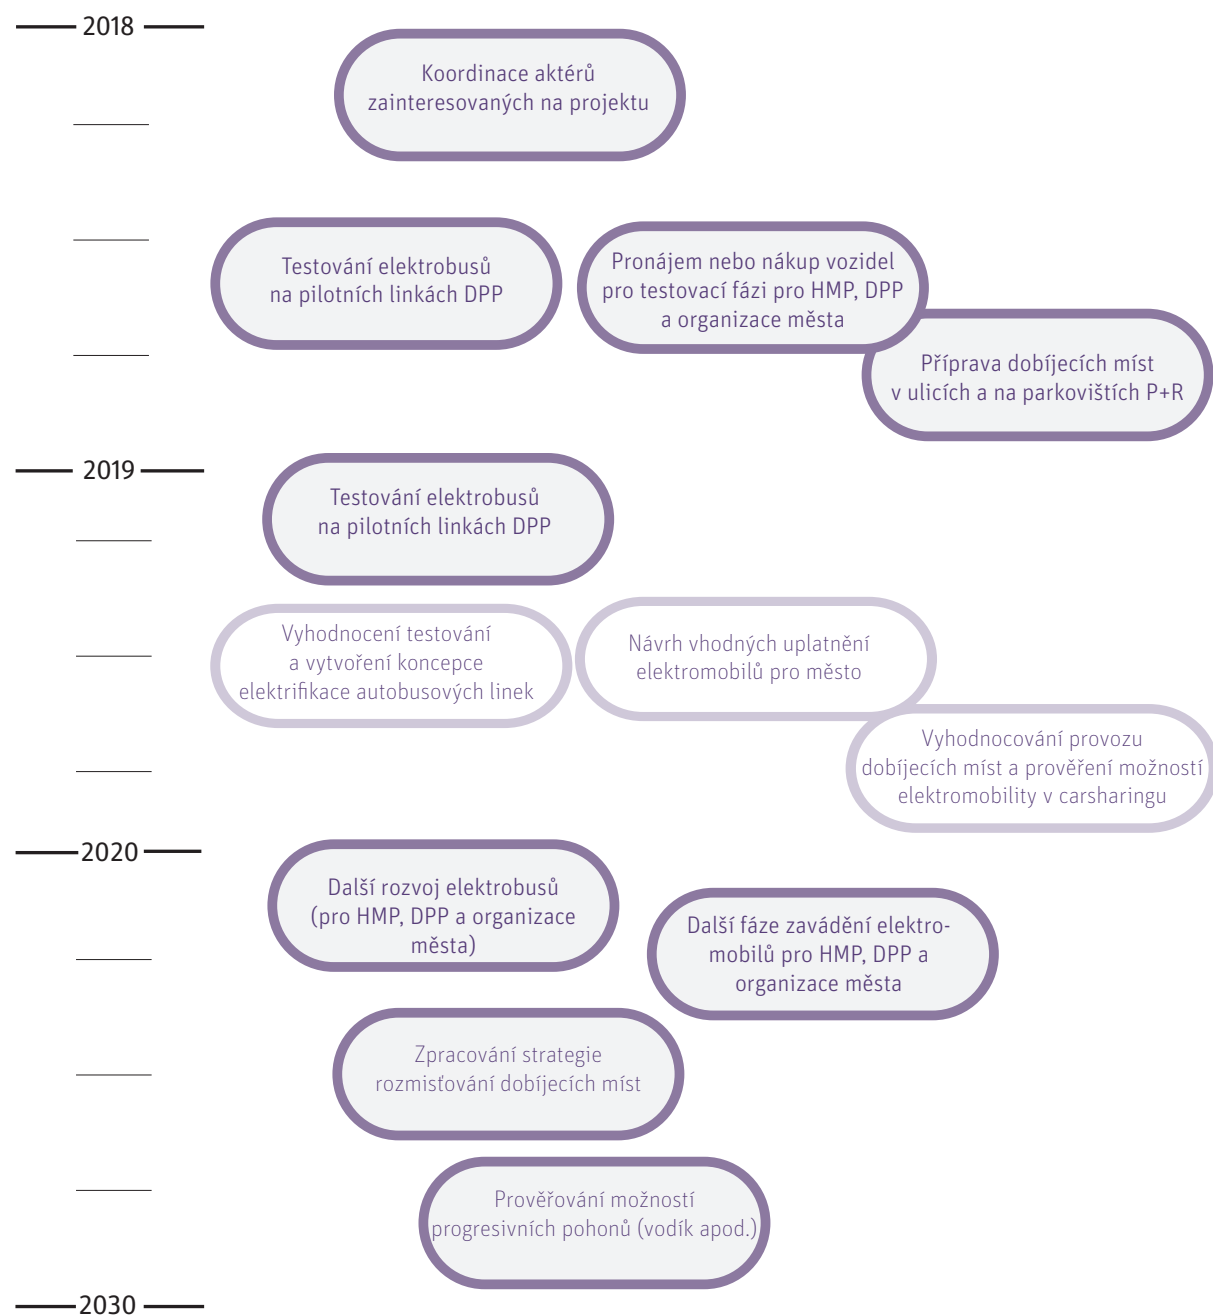 2018
Koordinace aktérů
zainteresovaných na projektu
Testování elektrobusů
na pilotních linkách DPP
Pronájem nebo nákup vozidel
pro testovací fázi pro HMP, DPP
a organizace města
Příprava dobíjecích míst
v ulicích a na parkovištích P+R
2019
Testování elektrobusů
na pilotních linkách DPP
Vyhodnocení testování
a vytvoření koncepce
elektrifikace autobusových linek
Návrh vhodných uplatnění
elektromobilů pro město
Vyhodnocování provozu
dobíjecích míst a prověření možností
elektromobility v carsharingu
2020
Další rozvoj elektrobusů
(pro HMP, DPP a organizace
města)
Další fáze zavádění elektro-
mobilů pro HMP, DPP a
organizace města
Zpracování strategie
rozmisťování dobíjecích míst
Prověřování možností
progresivních pohonů (vodík apod.)
2030